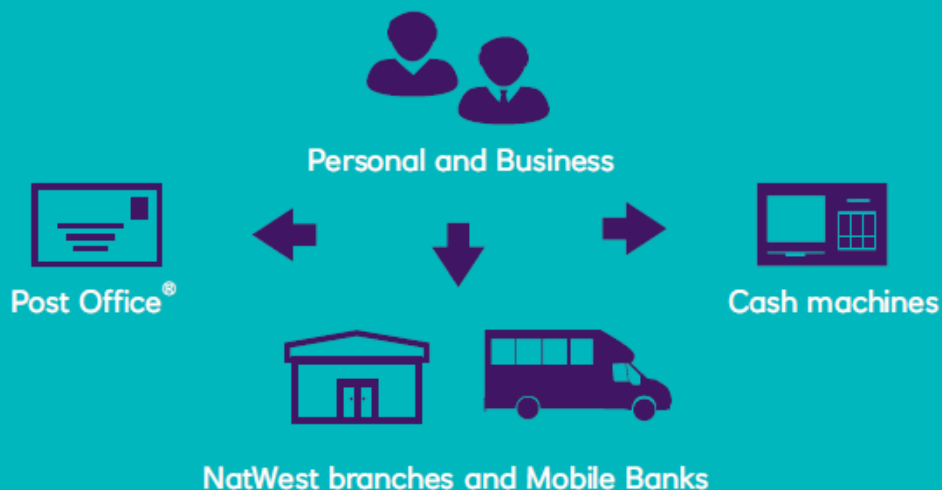 Personal and Business
Post Office®
Cash machines
NatWest branches and Mobile Banks